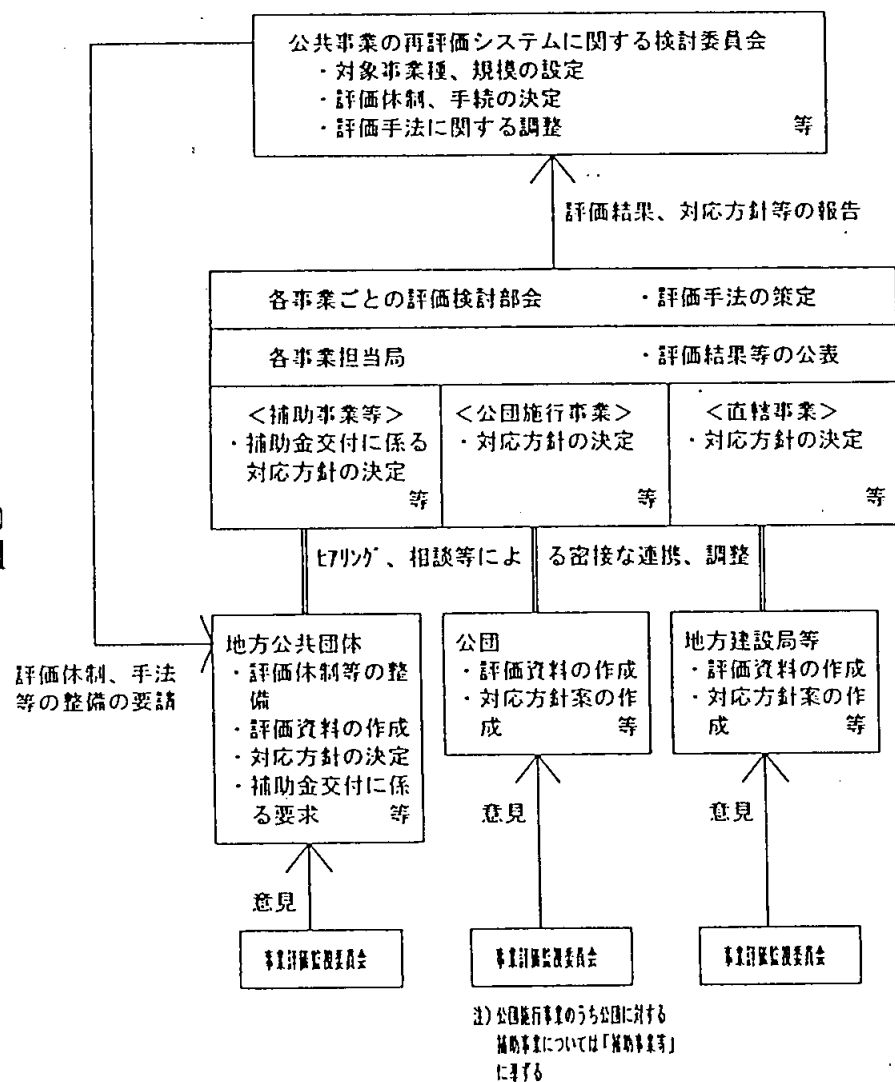 公共事業の再評価システムに関する検討委員会
・対象事業種、規模の設定
・評価体制、手続の決定
・評価手法に関する調整 等
評価結果、対応方針等の報告
各事業ごとの評価検討部会 ・評価手法の策定
各事業担当局 ・評価結果等の公表
<補助事業等>
・補助金交付に係る
対応方針の決定
等
<公団施行事業>
・対応方針の決定
等
<直轄事業>
・対応方針の決定
等
ヒアリング、相談等による密接な連携、調整
評価体制、手法
等の整備の要請
地方公共団体
・評価体制等の整
備
・評価資料の作成
・対応方針の決定
・補助金交付に係
る要求 等
公団
・評価資料の作成
・対応方針案の作
成 等
地方建設局等
・評価資料の作成
・対応方針案の作
成 等
意見
意見
意見
事業評価監視委員会
事業評価監視委員会
事業評価監視委員会
注)公団施行事業のうち公団に対する
補助事業については「補助事業等」
に準ずる